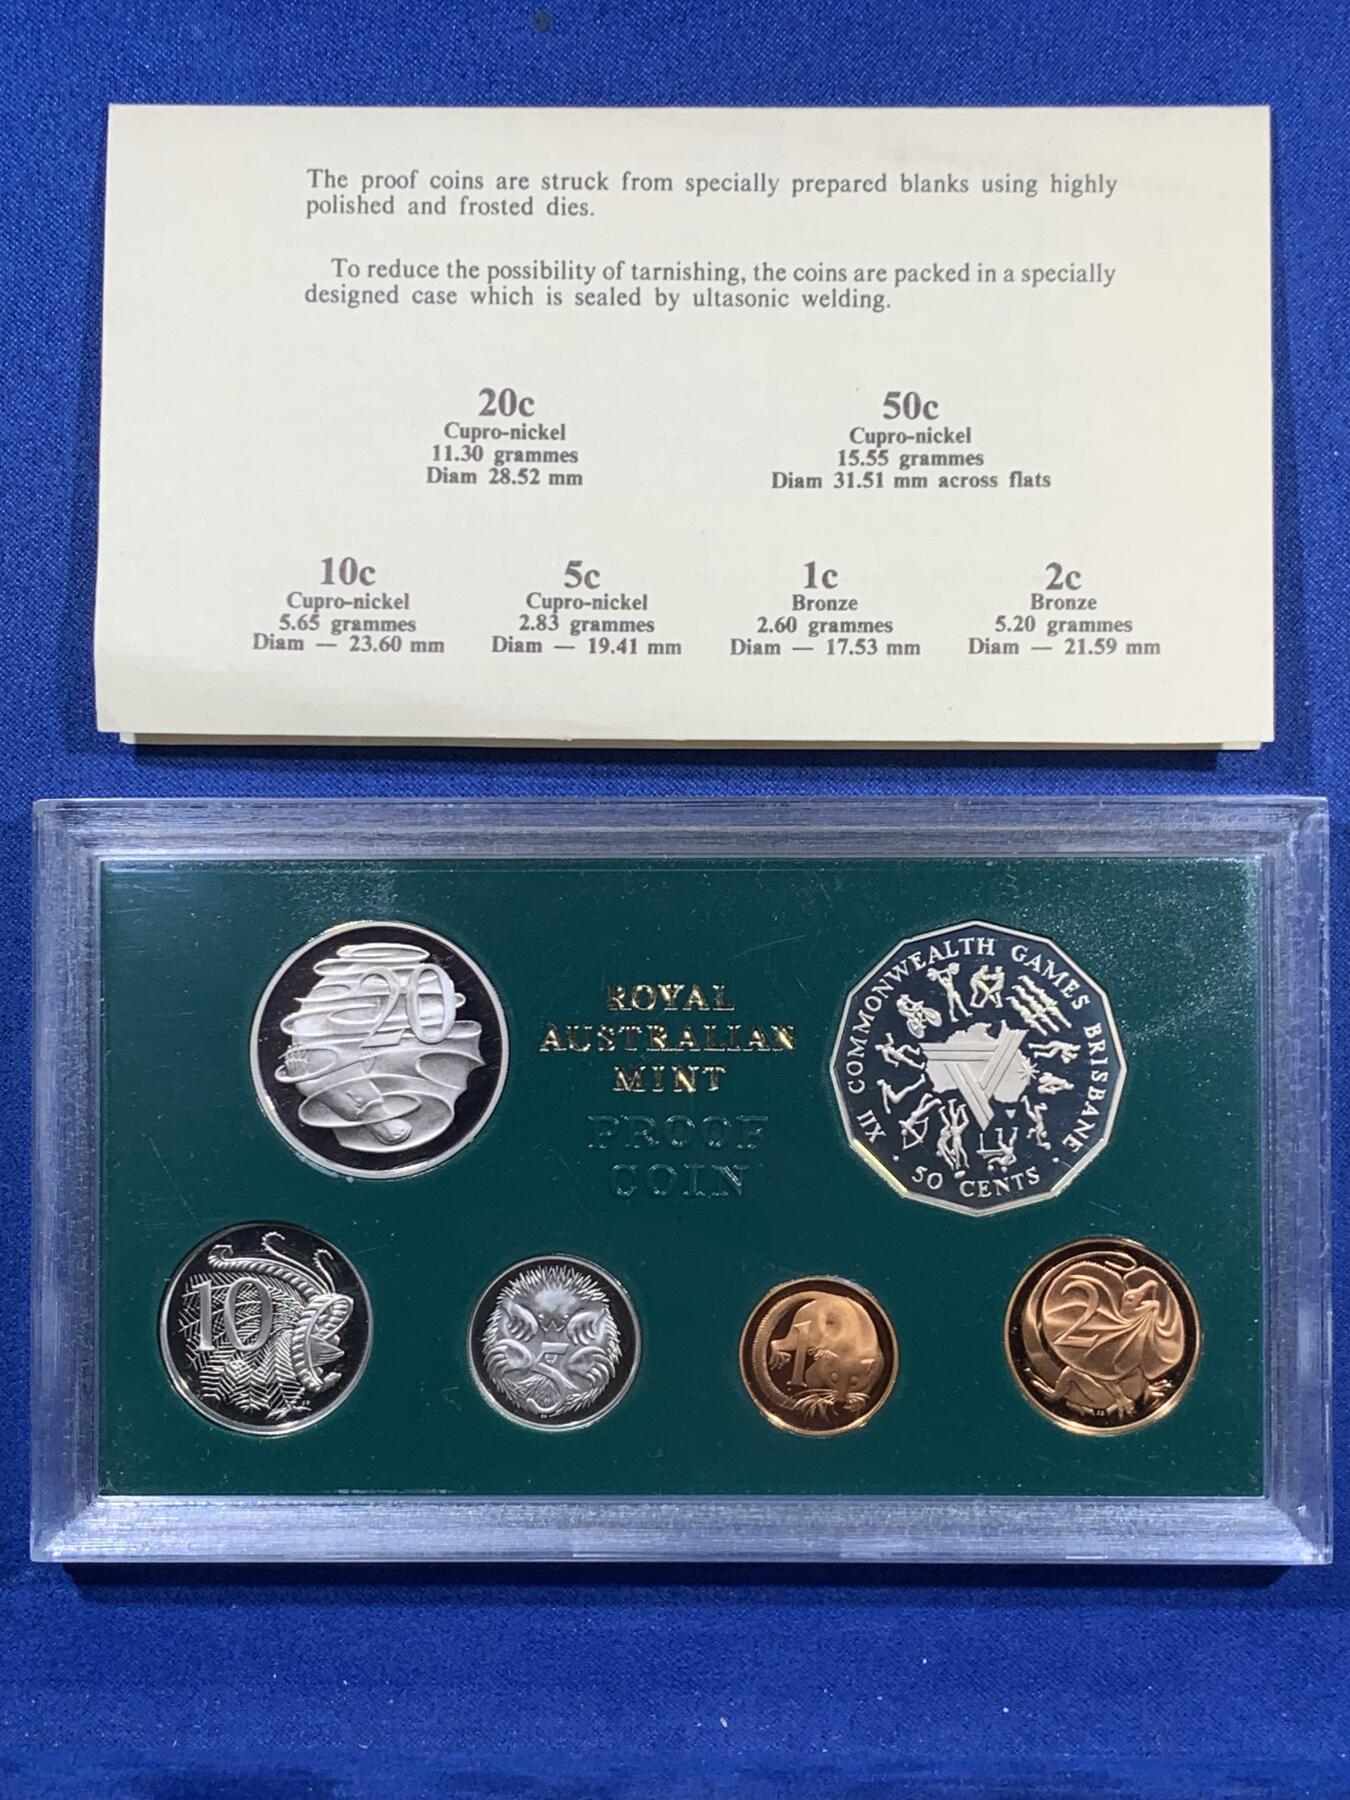 The proof coins are struck from specially prepared blanks using highly
polished and frosted dies.
To reduce the possibility of tarnishing, the coins are packed in a specially
designed case which is sealed by ultasonic welding.
20c
Cupro-nickel
11.30 grammes
Diam 28.52 mm
50c
Cupro-nickel
15.55 grammes
Diam 31.51 mm across flats
10c
Cupro-nickel
5.65 grammes
Diam — 23.60 mm
5c
Cupro-nickel
2.83 grammes
Diam — 19.41 mm
1c
Bronze
2.60 grammes
Diam — 17.53 mm
2c
Bronze
5.20 grammes
Diam — 21.59 mm
20
ROYAL
AUSTRALIAN
MINT
PROOF
COIN
XII COMMONWEALTH GAMES BRISBANE
50 CENTS
10
5
1
2